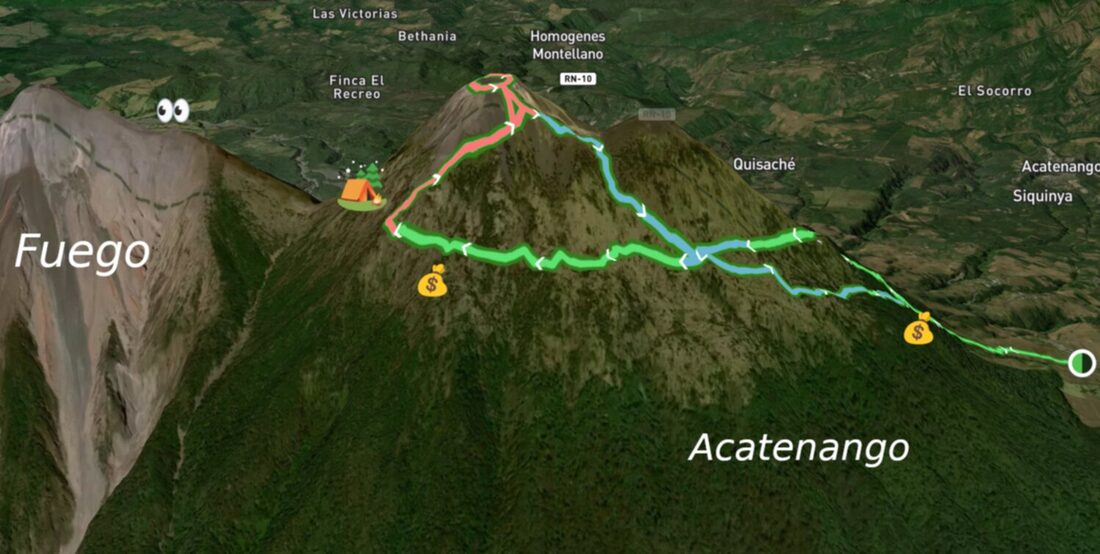 Las Victorias
Bethania
Homogenes
Montellano
RN-10
Finca El
Recreo
El Socorro
RN-10
Quisaché
Acatenango
Siquinya
Fuego
$
$
Acatenango